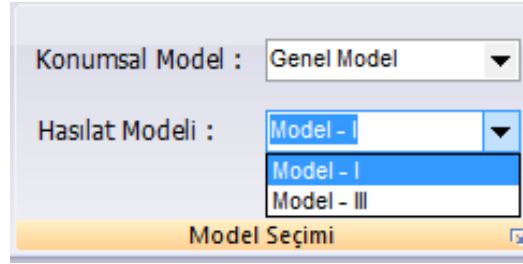 Konumsal Model : Genel Model
Hasılat Modeli : Model - I
Model - I
Model - III
Model Seçimi